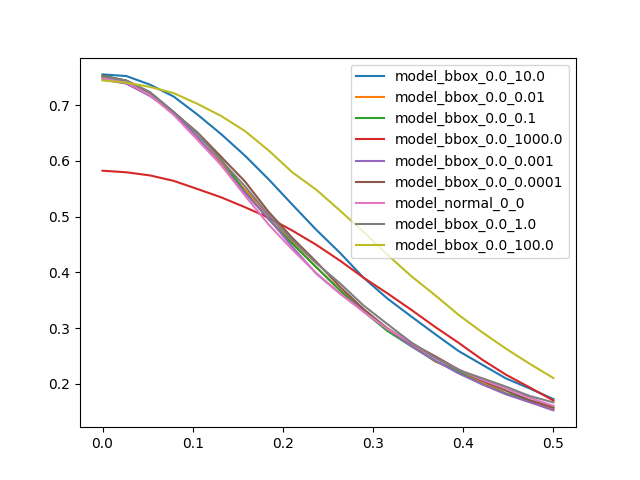 0.7
0.6
0.5
0.4
0.3
0.2
0.0 0.1 0.2 0.3 0.4 0.5
model_bbox_0.0_10.0
model_bbox_0.0_0.01
model_bbox_0.0_0.1
model_bbox_0.0_1000.0
model_bbox_0.0_0.001
model_bbox_0.0_0.0001
model_normal_0_0
model_bbox_0.0_1.0
model_bbox_0.0_100.0